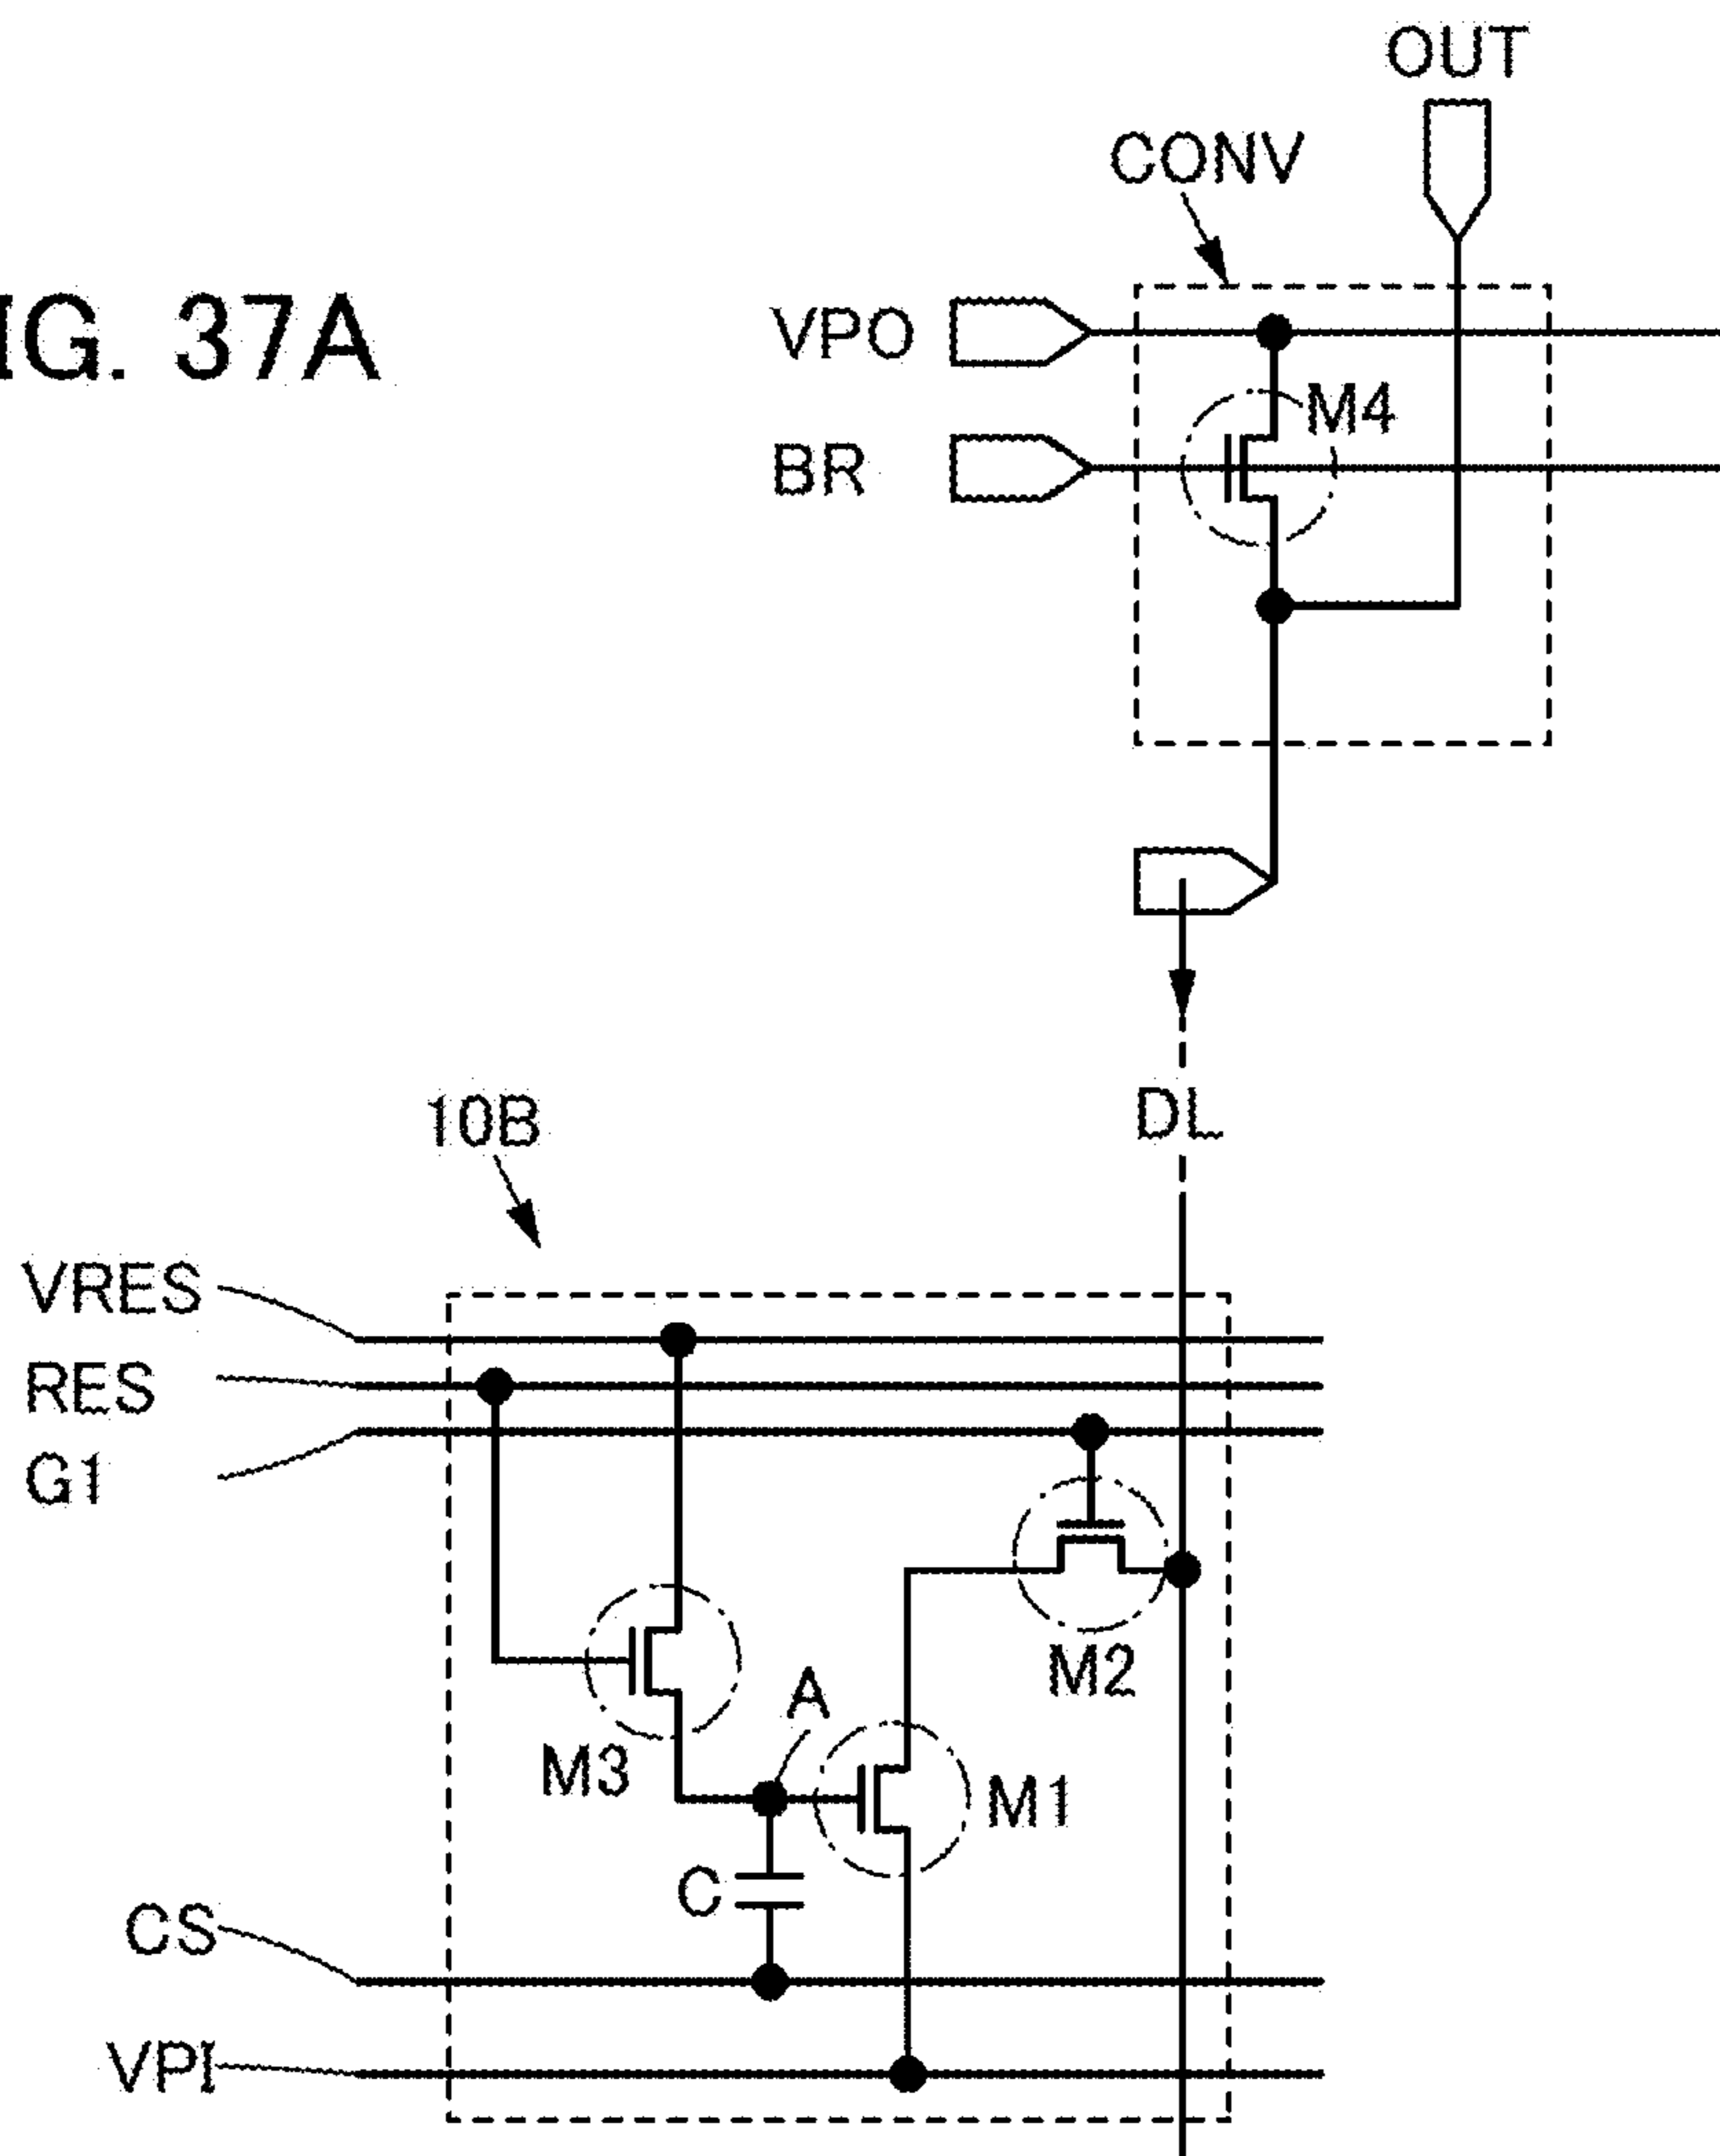 OUT
CONV
IG. 37A
VPO
M4
BR
DL
10B
VRES
RES
G1
M2
A
M3
M1
C
CS
VPI